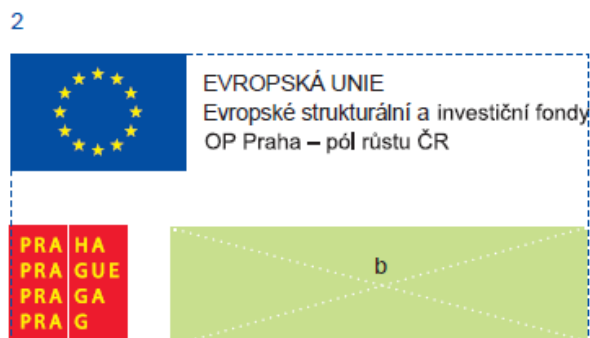 2
EVROPSKÁ UNIE
Evropské strukturální a investiční fondy
OP Praha – pól růstu ČR
PRA HA
PRA GUE
PRA GA
PRA G
b